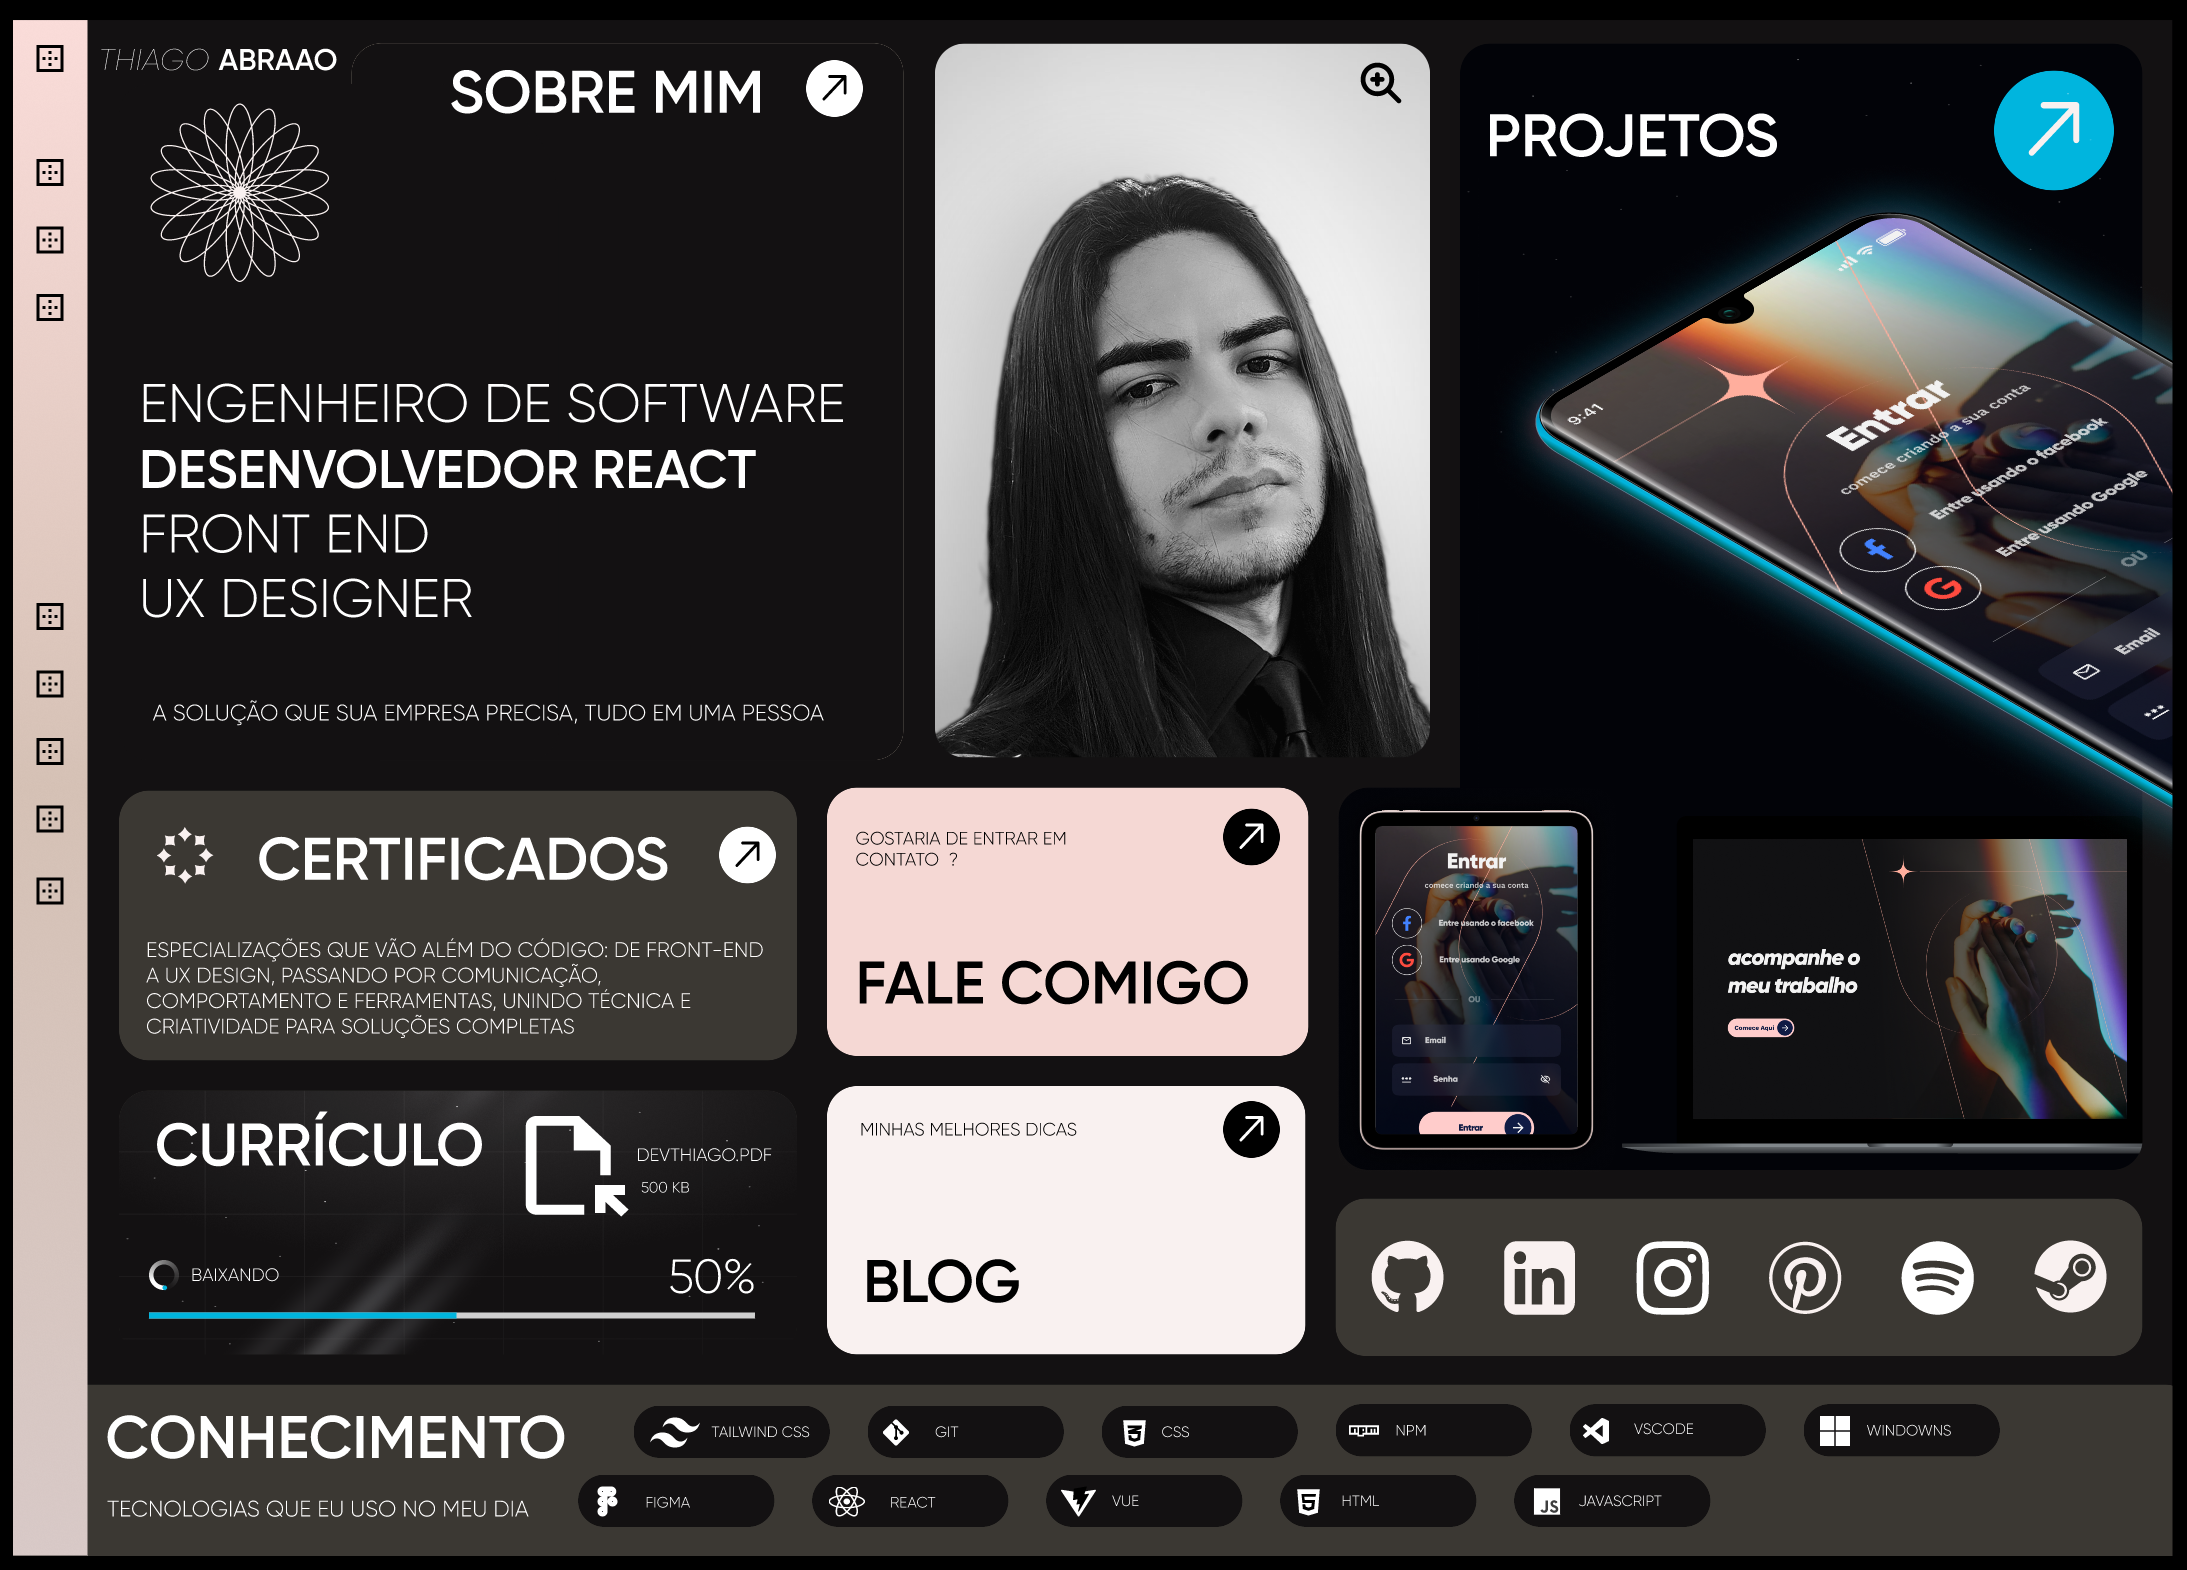 THIAGO ABRAAO
SOBRE MIM
ENGENHEIRO DE SOFTWARE
DESENVOLVEDOR REACT
FRONT END
UX DESIGNER
A SOLUÇÃO QUE SUA EMPRESA PRECISA, TUDO EM UMA PESSOA
PROJETOS
9:41
Entrar
comece criando a sua conta
Entre usando o facebook
Entre usando Google
OU
Email
CERTIFICADOS
ESPECIALIZAÇÕES QUE VÃO ALÉM DO CÓDIGO: DE FRONT-END
A UX DESIGN, PASSANDO POR COMUNICAÇÃO,
COMPORTAMENTO E FERRAMENTAS, UNINDO TÉCNICA E
CRIATIVIDADE PARA SOLUÇÕES COMPLETAS
GOSTARIA DE ENTRAR EM
CONTATO ?
FALE COMIGO
Entrar
comece criando a sua conta
Entre usando o facebook
Entre usando Google
OU
Email
Senha
Entrar
acompanhe o
meu trabalho
Comece Aqui
CURRÍCULO
DEVTHIAGO.PDF
500 KB
BAIXANDO
50%
MINHAS MELHORES DICAS
BLOG
in
CONHECIMENTO
TECNOLOGIAS QUE EU USO NO MEU DIA
TAILWIND CSS
GIT
CSS
npm
NPM
VSCODE
WINDOWNS
FIGMA
REACT
VUE
HTML
JS
JAVASCRIPT